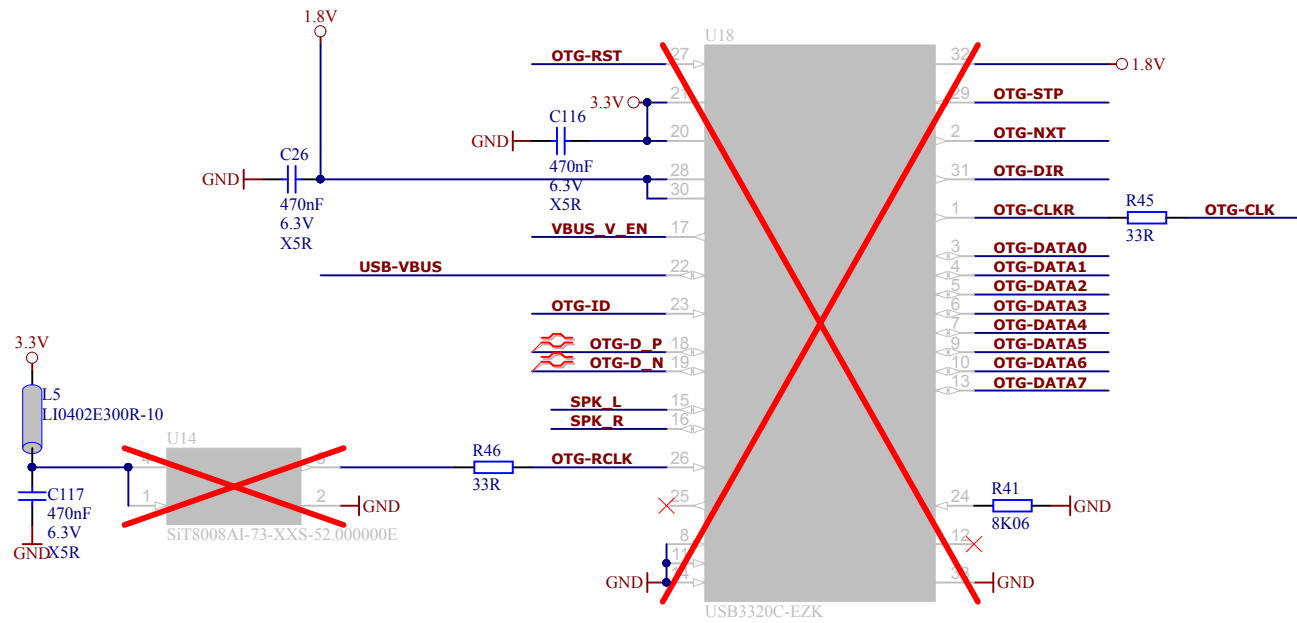 1.8V
U18
OTG-RST
27
32
1.8V
21
29
OTG-STP
3.3V
C116
GND
20
2
OTG-NXT
470nF
6.3V
X5R
C26
GND
28
31
OTG-DIR
470nF
6.3V
X5R
30
1
OTG-CLKR
R45
OTG-CLK
33R
VBUS_V_EN
17
3
OTG-DATA0
USB-VBUS
22
4
OTG-DATA1
5
OTG-DATA2
OTG-ID
23
6
OTG-DATA3
7
OTG-DATA4
OTG-D_P
18
9
OTG-DATA5
OTG-D_N
19
10
OTG-DATA6
13
OTG-DATA7
3.3V
L5
LI0402E300R-10
SPK_L
15
SPK_R
16
U14
4
3
R46
OTG-RCLK
26
33R
C117
470nF
6.3V
X5R
GND
1
2
GND
SiT8008AI-73-XXS-52.000000E
25
24
R41
GND
8K06
8
12
11
GND
14
33
GND
USB3320C-EZK